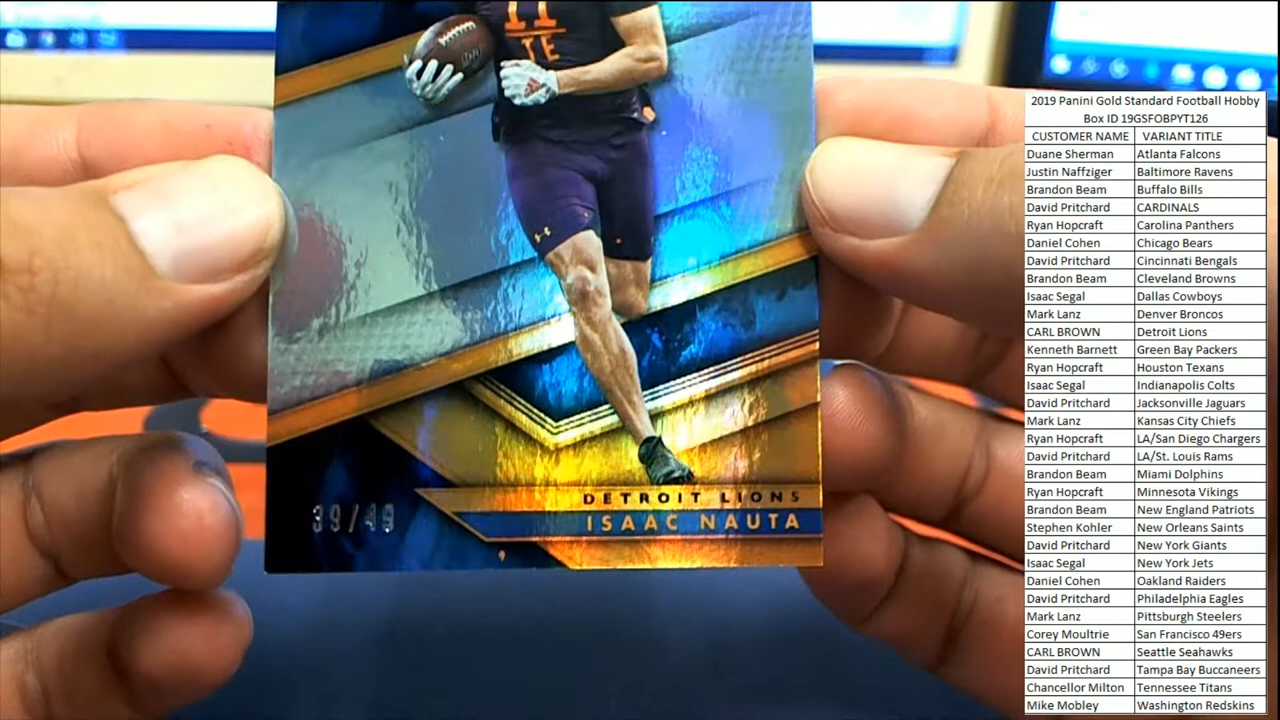 11
TE
DETROIT LIONS
ISAAC NAUTA
39/49
2019 Panini Gold Standard Football Hobby
Box ID 19GSFOBPYT126
CUSTOMER NAME VARIANT TITLE
Duane Sherman Atlanta Falcons
Justin Naffziger Baltimore Ravens
Brandon Beam Buffalo Bills
David Pritchard CARDINALS
Ryan Hopcraft Carolina Panthers
Daniel Cohen Chicago Bears
David Pritchard Cincinnati Bengals
Brandon Beam Cleveland Browns
Isaac Segal Dallas Cowboys
Mark Lanz Denver Broncos
CARL BROWN Detroit Lions
Kenneth Barnett Green Bay Packers
Ryan Hopcraft Houston Texans
Isaac Segal Indianapolis Colts
David Pritchard Jacksonville Jaguars
Mark Lanz Kansas City Chiefs
Ryan Hopcraft LA/San Diego Chargers
David Pritchard LA/St. Louis Rams
Brandon Beam Miami Dolphins
Ryan Hopcraft Minnesota Vikings
Brandon Beam New England Patriots
Stephen Kohler New Orleans Saints
David Pritchard New York Giants
Isaac Segal New York Jets
Daniel Cohen Oakland Raiders
David Pritchard Philadelphia Eagles
Mark Lanz Pittsburgh Steelers
Corey Moultrie San Francisco 49ers
CARL BROWN Seattle Seahawks
David Pritchard Tampa Bay Buccaneers
Chancellor Milton Tennessee Titans
Mike Mobley Washington Redskins